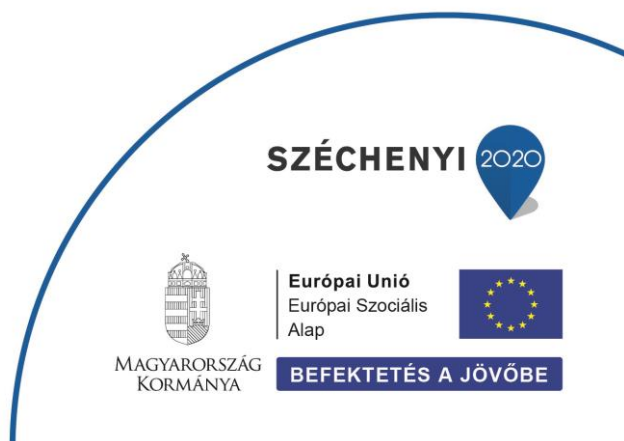 SZÉCHENYI 2020
Európai Unió
Európai Szociális
Alap
MAGYARORSZÁG
KORMÁNYA
BEFEKTETÉS A JÖVŐBE